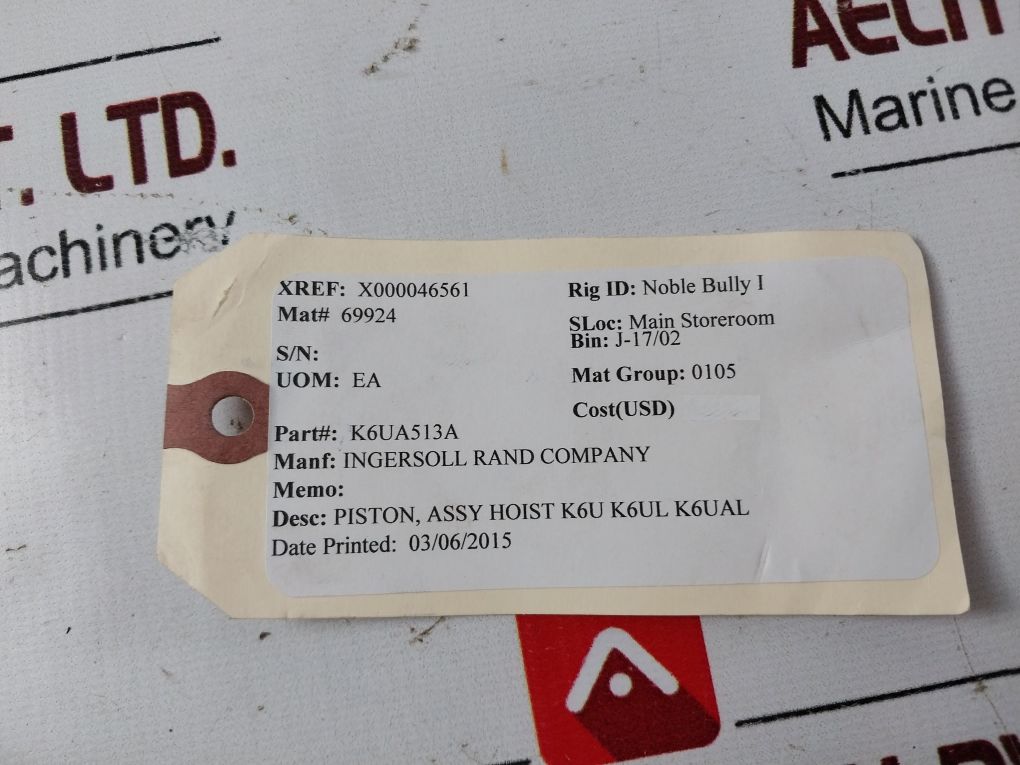 T. LTD.
achinery
Marine
XREF: X000046561
Mat# 69924
S/N:
UOM: EA
Rig ID: Noble Bully I
SLoc: Main Storeroom
Bin: J-17/02
Mat Group: 0105
Cost(USD)
Part#: K6UA513A
Manf: INGERSOLL RAND COMPANY
Memo:
Desc: PISTON, ASSY HOIST K6U K6UL K6UAL
Date Printed: 03/06/2015